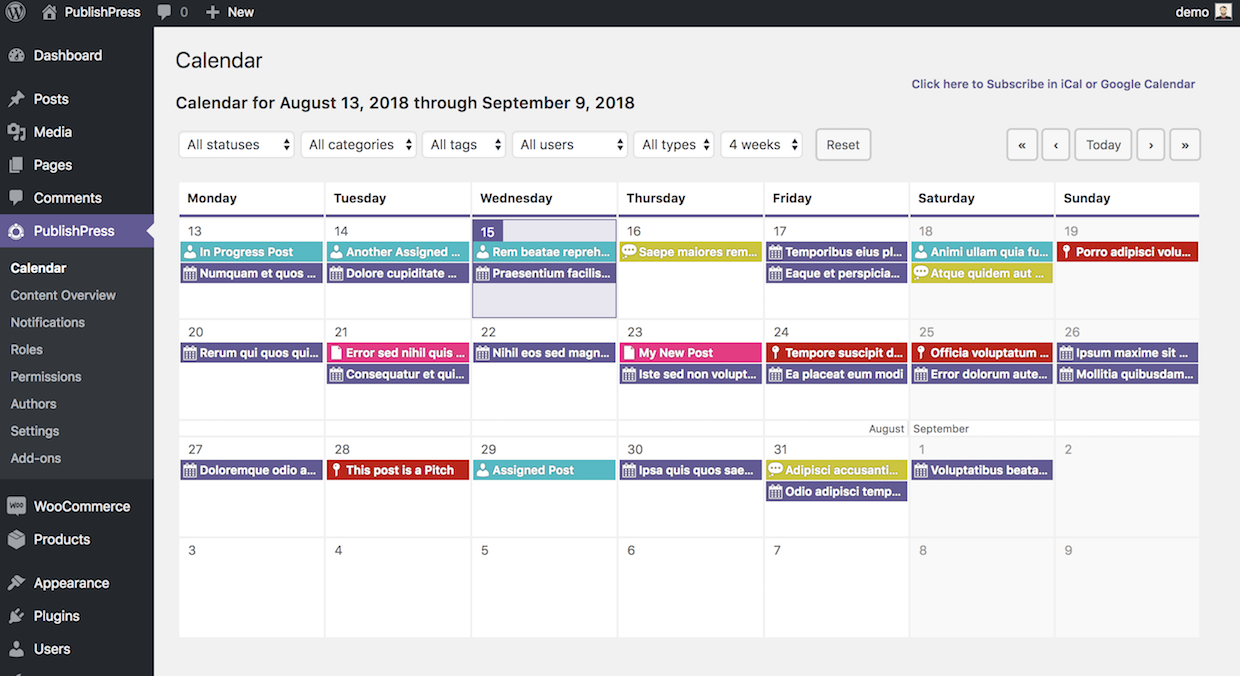 PublishPress 0 New demo
Dashboard
Posts
Media
Pages
Comments
PublishPress
Calendar
Content Overview
Notifications
Roles
Permissions
Authors
Settings
Add-ons
WooCommerce
Products
Appearance
Plugins
Users
Calendar
Click here to Subscribe in iCal or Google Calendar
Calendar for August 13, 2018 through September 9, 2018
All statuses All categories All tags All users All types 4 weeks Reset « ‹ Today › »
Monday Tuesday Wednesday Thursday Friday Saturday Sunday
13 14 15 16 17 18 19
In Progress Post Another Assigned ... Rem beatae repreh... Saepe maiores rem... Temporibus eius pl... Animi ullam quia fu... Porro adipisci volu...
Numquam et quos ... Dolore cupiditate ... Praesentium facilis... Eaque et perspicia... Atque quidem aut ...
20 21 22 23 24 25 26
Rerum qui quos qui... Error sed nihil quis ... Nihil eos sed magn... My New Post Tempore suscipit d... Officia voluptatum ... Ipsum maxime sit ...
Consequatur et qui... Iste sed non volupt... Ea placeat eum modi Error dolorum aute... Mollitia quibusdam...
August September
27 28 29 30 31 1 2
Doloremque odio a... This post is a Pitch Assigned Post Ipsa quis quos sae... Adipisci accusanti... Voluptatibus beata...
Odio adipisci temp...
3 4 5 6 7 8 9